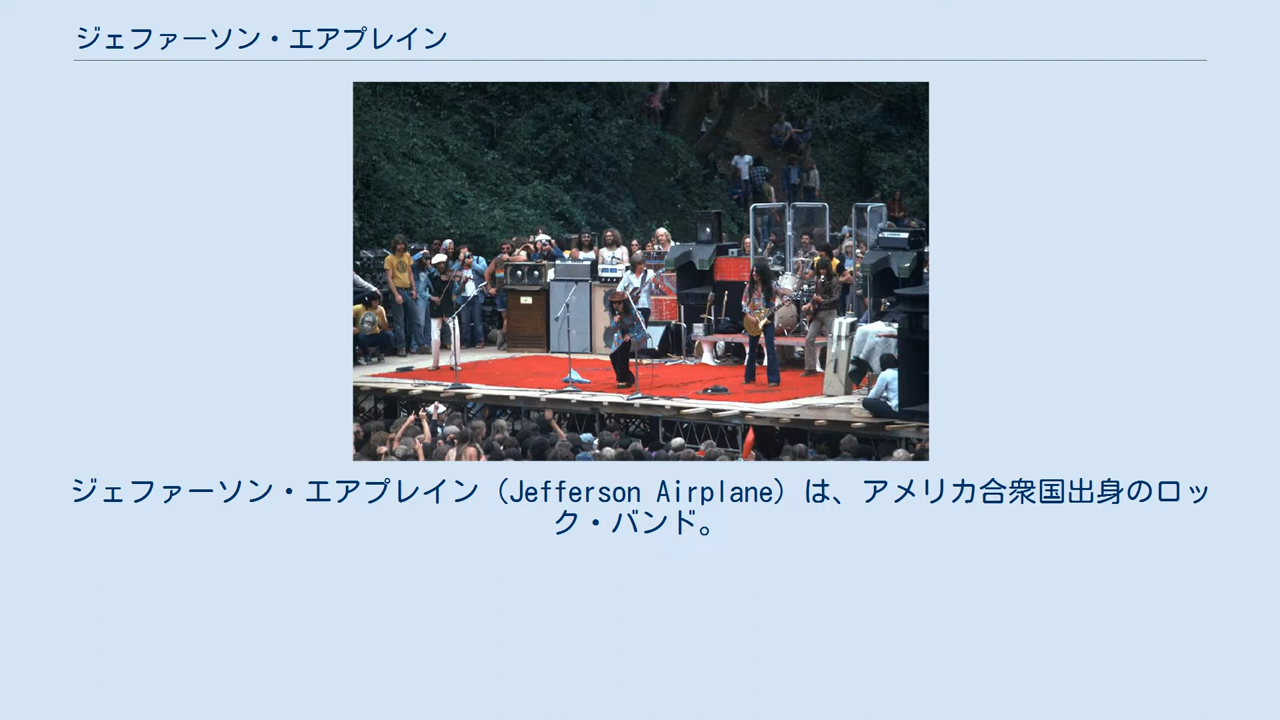 ジェファーソン・エアプレイン
ジェファーソン・エアプレイン（Jefferson Airplane）は、アメリカ合衆国出身のロッ
ク・バンド。